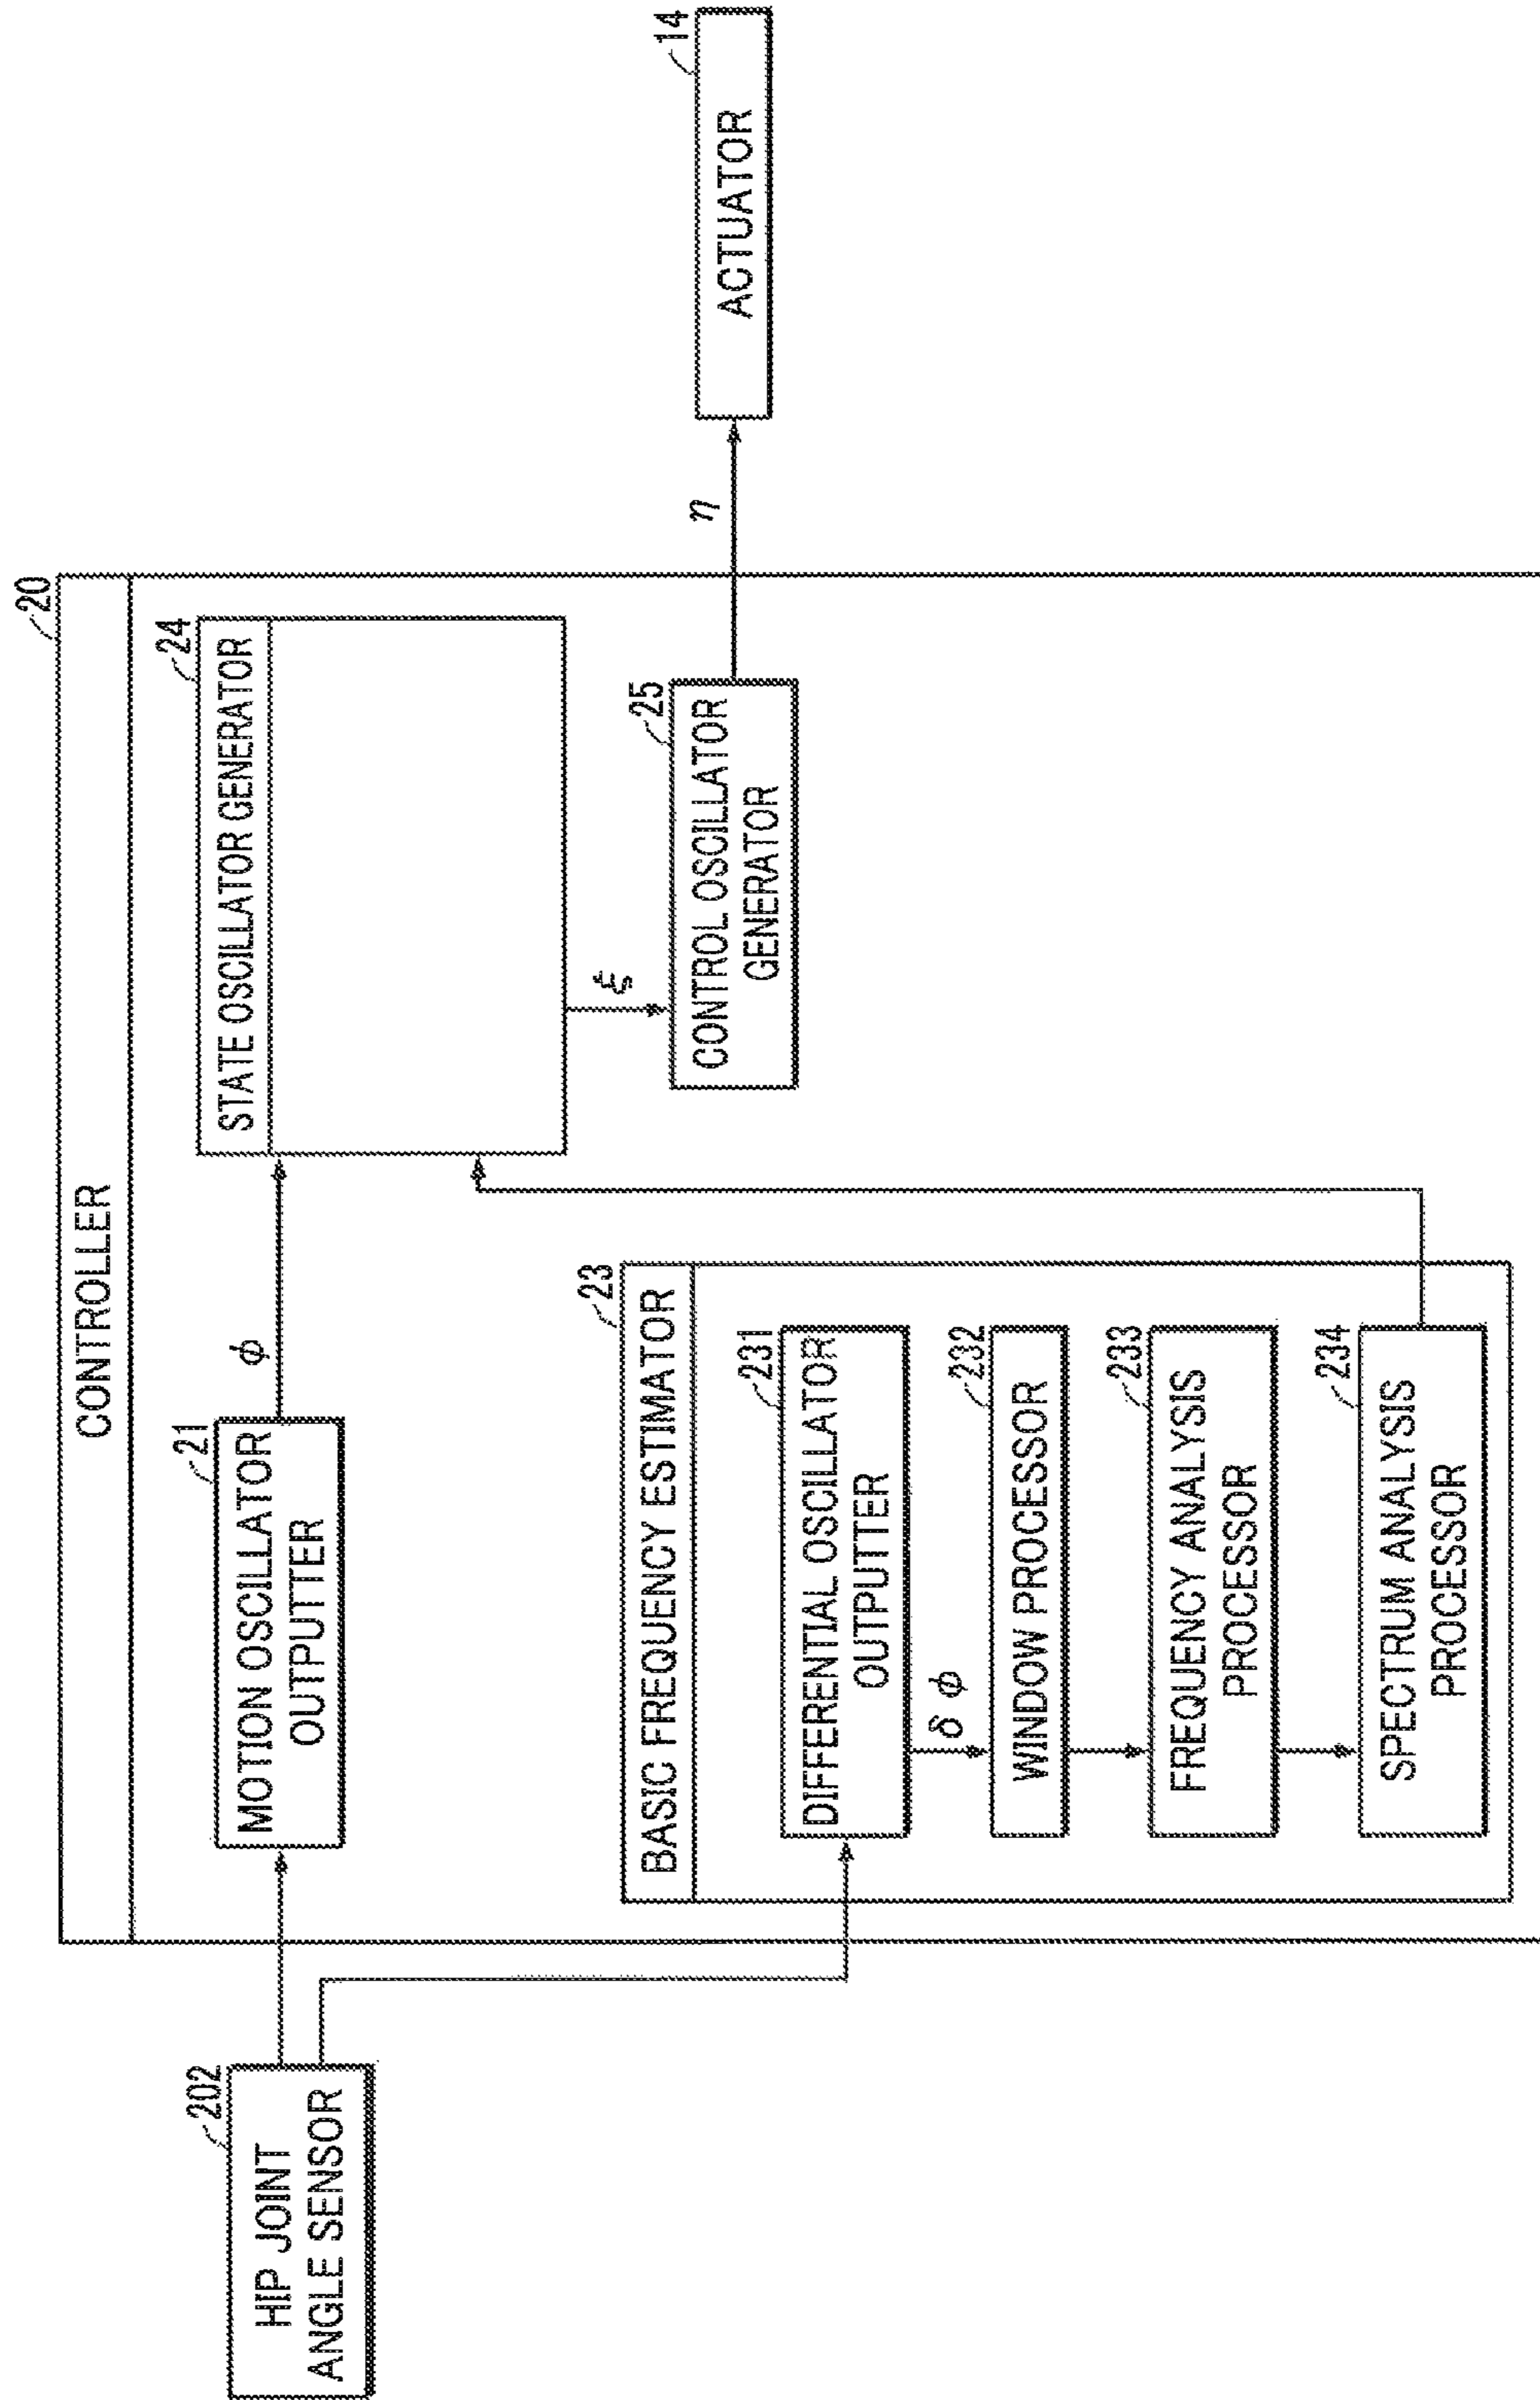 20
CONTROLLER
202
HIP JOINT
ANGLE SENSOR
21
MOTION OSCILLATOR
OUTPUTTER
ϕ
24
STATE OSCILLATOR GENERATOR
ξ
25
CONTROL OSCILLATOR
GENERATOR
η
14
ACTUATOR
23
BASIC FREQUENCY ESTIMATOR
231
DIFFERENTIAL OSCILLATOR
OUTPUTTER
δ ϕ
232
WINDOW PROCESSOR
233
FREQUENCY ANALYSIS
PROCESSOR
234
SPECTRUM ANALYSIS
PROCESSOR